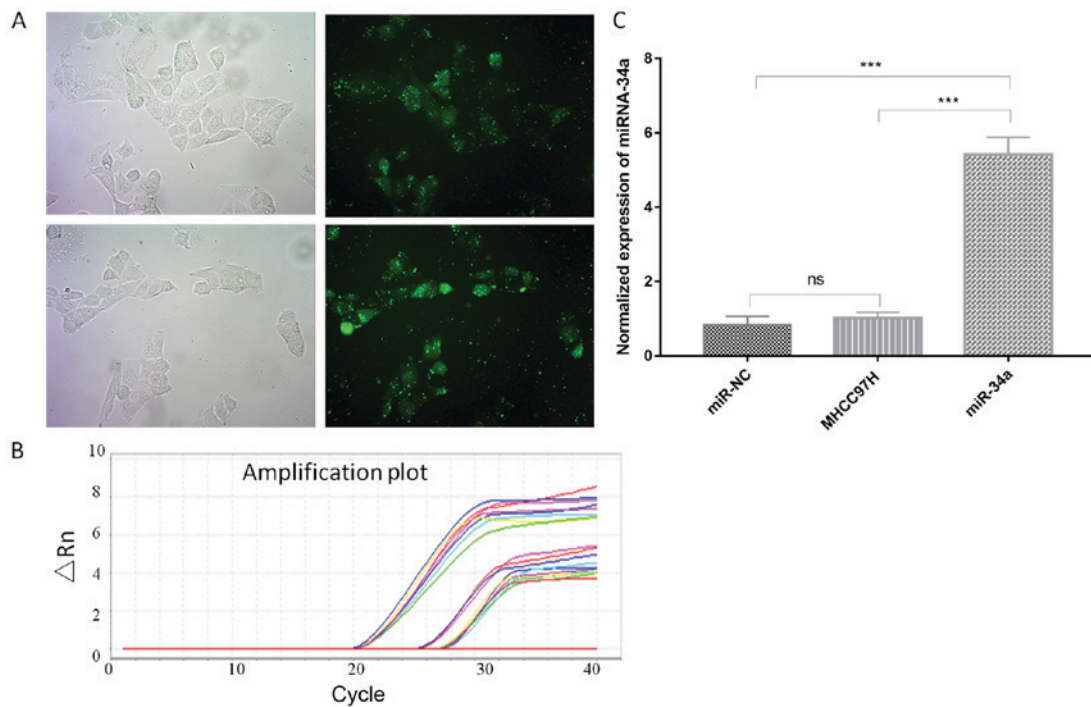 A
C
Normalized expression of miRNA-34a
8
6
4
2
0
***
***
ns
miR-NC
MHCC97H
miR-34a
B
Amplification plot
△Rn
10
8
6
4
2
0
0 10 20 30 40
Cycle